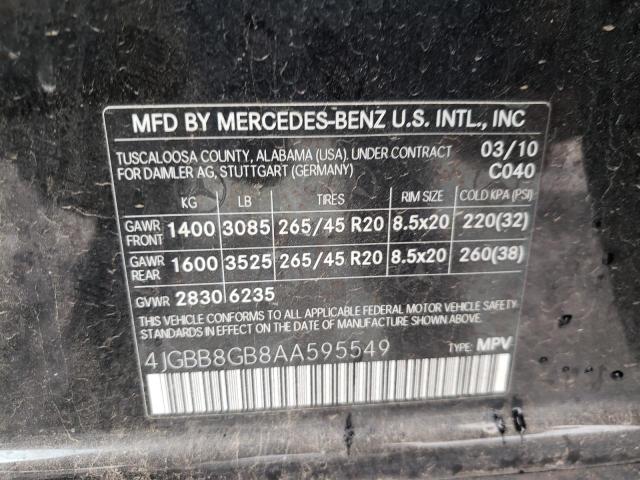 MFD BY MERCEDES-BENZ U.S. INTL., INC
TUSCALOOSA COUNTY, ALABAMA (USA). UNDER CONTRACT 03/10
FOR DAIMLER AG, STUTTGART (GERMANY) C040
KG LB TIRES RIM SIZE COLD KPA (PSI)
GAWR FRONT 1400 3085 265/45 R20 8.5x20 220(32)
GAWR REAR 1600 3525 265/45 R20 8.5x20 260(38)
GVWR 2830 6235
THIS VEHICLE CONFORMS TO ALL APPLICABLE FEDERAL MOTOR VEHICLE SAFETY
STANDARDS IN EFFECT ON THE DATE OF MANUFACTURE SHOWN ABOVE.
4JGBB8GB8AA595549 TYPE: MPV